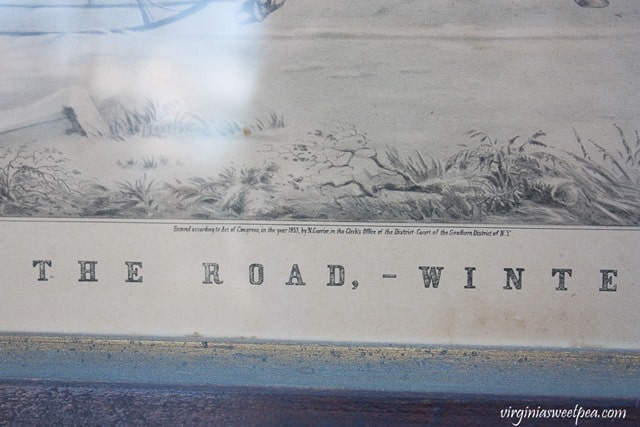 Entered according to Act of Congress, in the year 1853, by N. Currier, in the Clerk's Office of the District Court of the Southern District of N.Y.
THE ROAD,-WINTE
virginiasweetpea.com